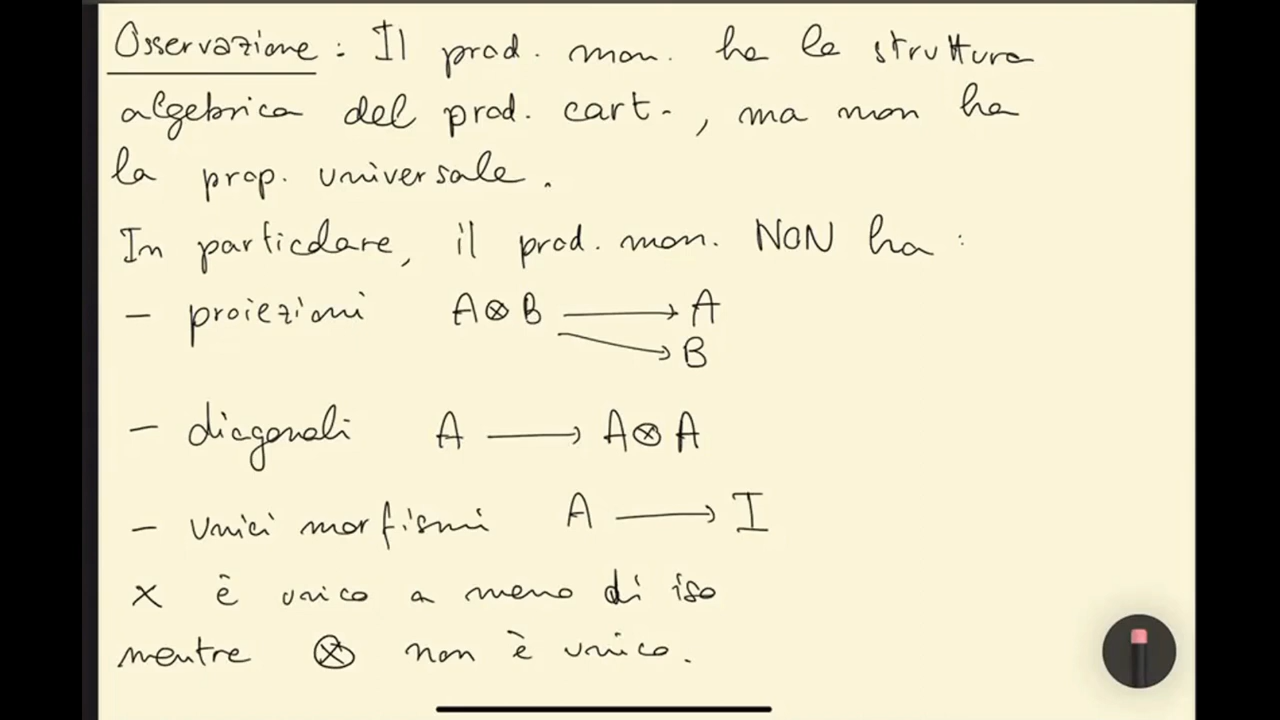 Osservazione : Il prod. mon. ha la struttura
algebrica del prod. cart. , ma non ha
la prop. universale .
In particolare, il prod. mon. NON ha :
- proiezioni A⊗B → A
→ B
- diagonali A → A⊗A
- unici morfismi A → I
× è unico a meno di iso
mentre ⊗ non è unico .